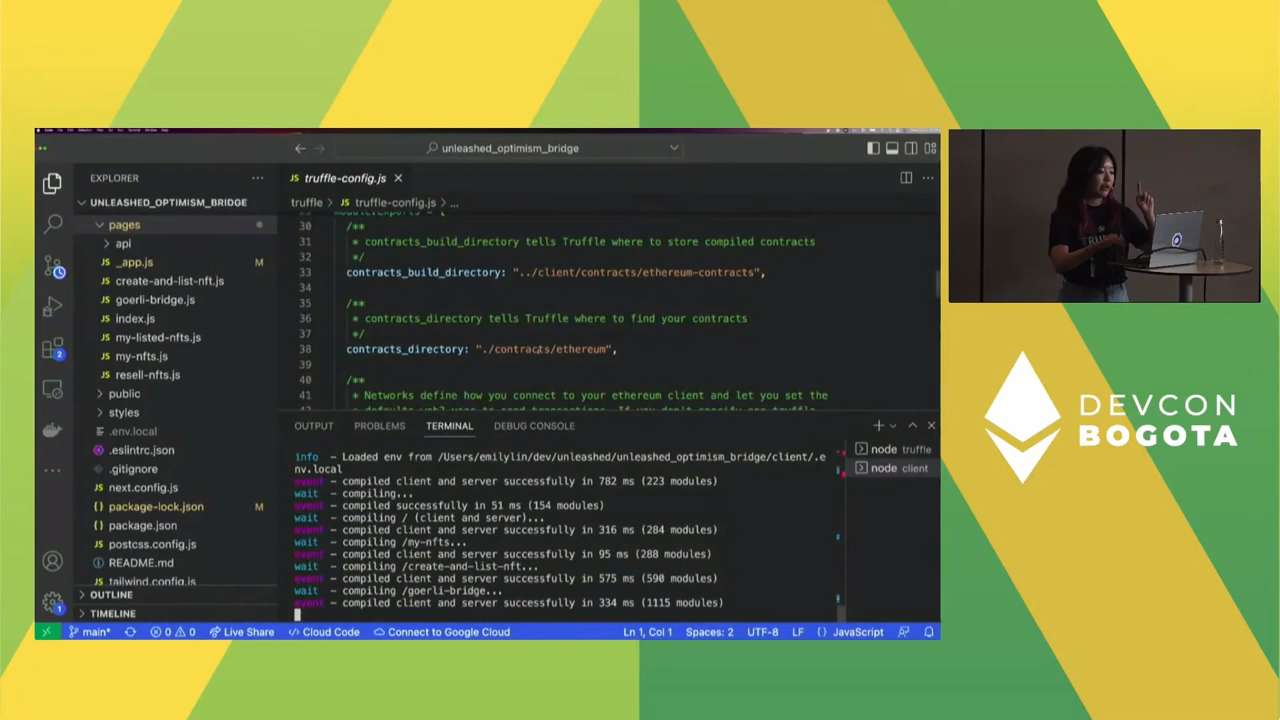 unleashed_optimism_bridge
EXPLORER
UNLEASHED_OPTIMISM_BRIDGE
pages
api
_app.js M
create-and-list-nft.js
goerli-bridge.js
index.js
my-listed-nfts.js
my-nfts.js
resell-nfts.js
public
styles
.env.local
.eslintrc.json
.gitignore
next.config.js
package-lock.json M
package.json
postcss.config.js
README.md
tailwind.config.js
OUTLINE
TIMELINE
JS truffle-config.js
truffle > JS truffle-config.js > ...
30 /**
31 * contracts_build_directory tells Truffle where to store compiled contracts
32 */
33 contracts_build_directory: "../client/contracts/ethereum-contracts",
34
35 /**
36 * contracts_directory tells Truffle where to find your contracts
37 */
38 contracts_directory: "./contracts/ethereum",
39
40 /**
41 * Networks define how you connect to your ethereum client and let you set the
OUTPUT PROBLEMS TERMINAL DEBUG CONSOLE
info - Loaded env from /Users/emilylin/dev/unleashed/unleashed_optimism_bridge/client/.e
nv.local
event - compiled client and server successfully in 782 ms (223 modules)
wait - compiling...
event - compiled successfully in 51 ms (154 modules)
wait - compiling / (client and server)...
event - compiled client and server successfully in 316 ms (284 modules)
wait - compiling /my-nfts...
event - compiled client and server successfully in 95 ms (288 modules)
wait - compiling /create-and-list-nft...
event - compiled client and server successfully in 575 ms (590 modules)
wait - compiling /goerli-bridge...
event - compiled client and server successfully in 334 ms (1115 modules)
node truffle
node client
main* 0 0 Live Share Cloud Code Connect to Google Cloud Ln 1, Col 1 Spaces: 2 UTF-8 LF JavaScript
DEVCON
BOGOTA